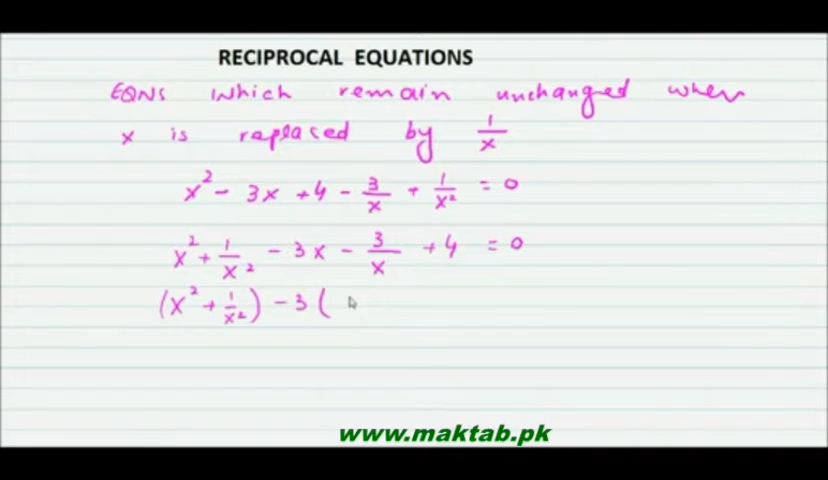 RECIPROCAL EQUATIONS
EQNS which remain unchanged when
x is raplaced by 1/x
x² - 3x + 4 - 3/x + 1/x² = 0
x² + 1/x² - 3x - 3/x + 4 = 0
(x² + 1/x²) - 3 (
www.maktab.pk